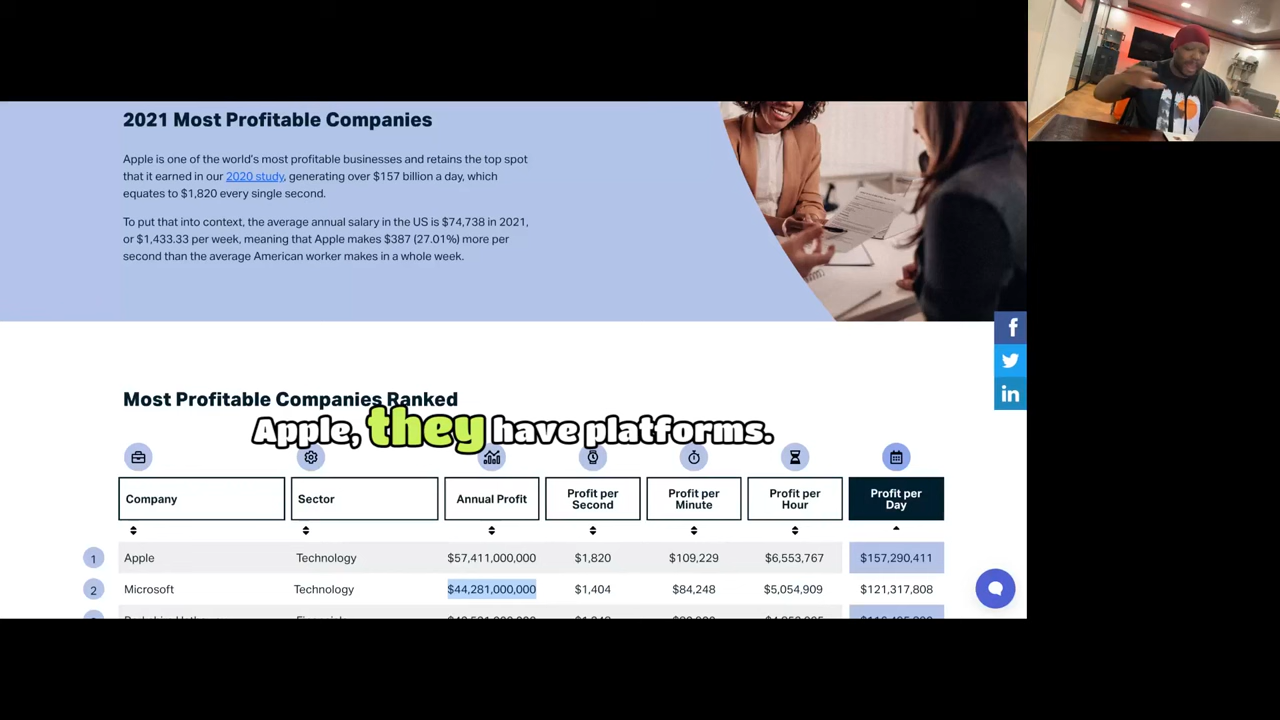 2021 Most Profitable Companies
Apple is one of the world's most profitable businesses and retains the top spot
that it earned in our 2020 study, generating over $157 billion a day, which
equates to $1,820 every single second.
To put that into context, the average annual salary in the US is $74,738 in 2021,
or $1,433.33 per week, meaning that Apple makes $387 (27.01%) more per
second than the average American worker makes in a whole week.
f
in
Most Profitable Companies Ranked
Apple, they have platforms.
Company Sector Annual Profit Profit per Second Profit per Minute Profit per Hour Profit per Day
1 Apple Technology $57,411,000,000 $1,820 $109,229 $6,553,767 $157,290,411
2 Microsoft Technology $44,281,000,000 $1,404 $84,248 $5,054,909 $121,317,808